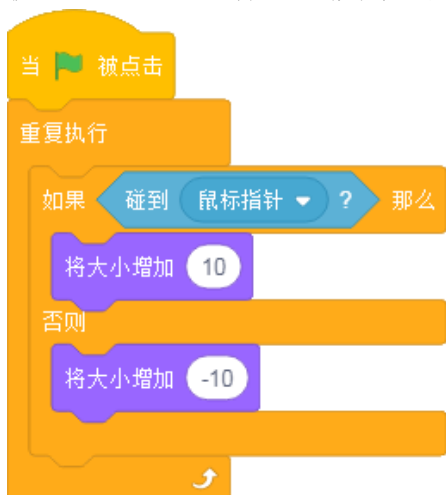 当 被点击
重复执行
如果 碰到 鼠标指针 ? 那么
将大小增加 10
否则
将大小增加 -10